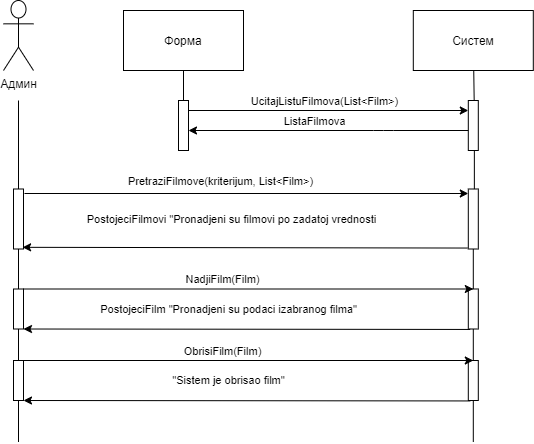 Форма
Систем
Админ
UcitajListuFilmova(List<Film>)
ListaFilmova
PretraziFilmove(kriterijum, List<Film>)
PostojeciFilmovi "Pronadjeni su filmovi po zadatoj vrednosti
NadjiFilm(Film)
PostojeciFilm "Pronadjeni su podaci izabranog filma"
ObrisiFilm(Film)
"Sistem je obrisao film"